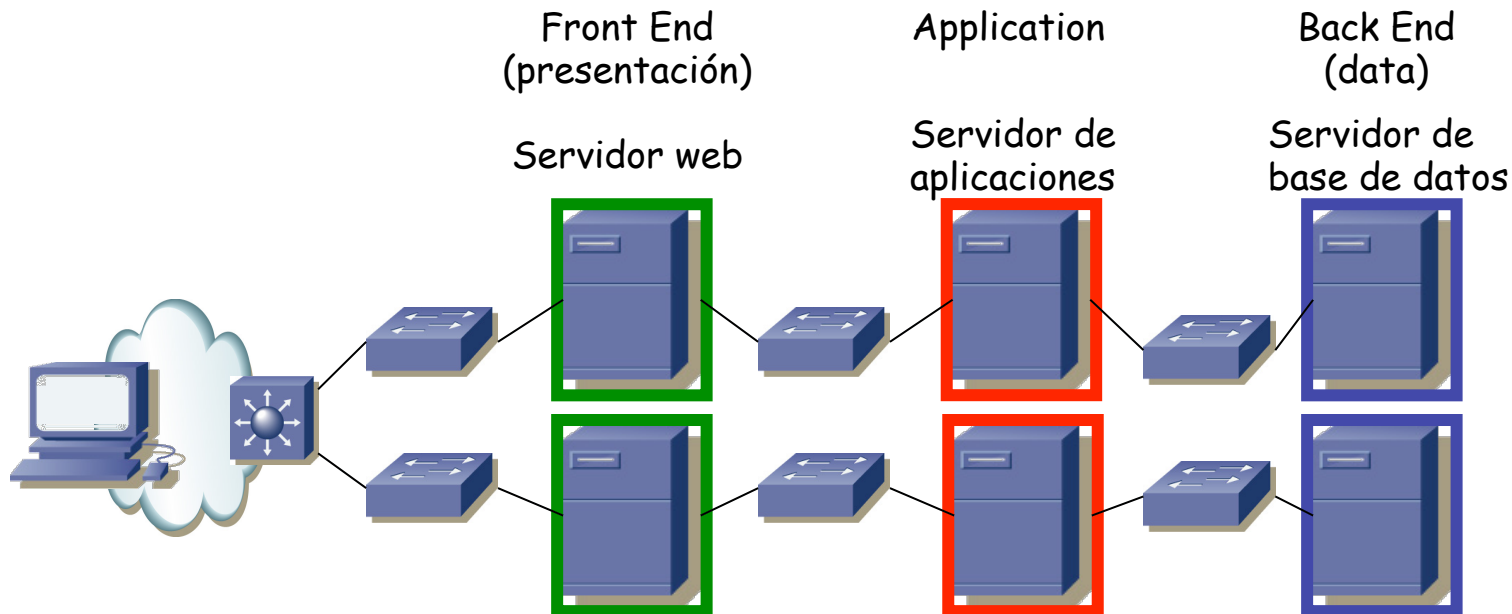 Front End
(presentación)
Application
Back End
(data)
Servidor web
Servidor de
aplicaciones
Servidor de
base de datos